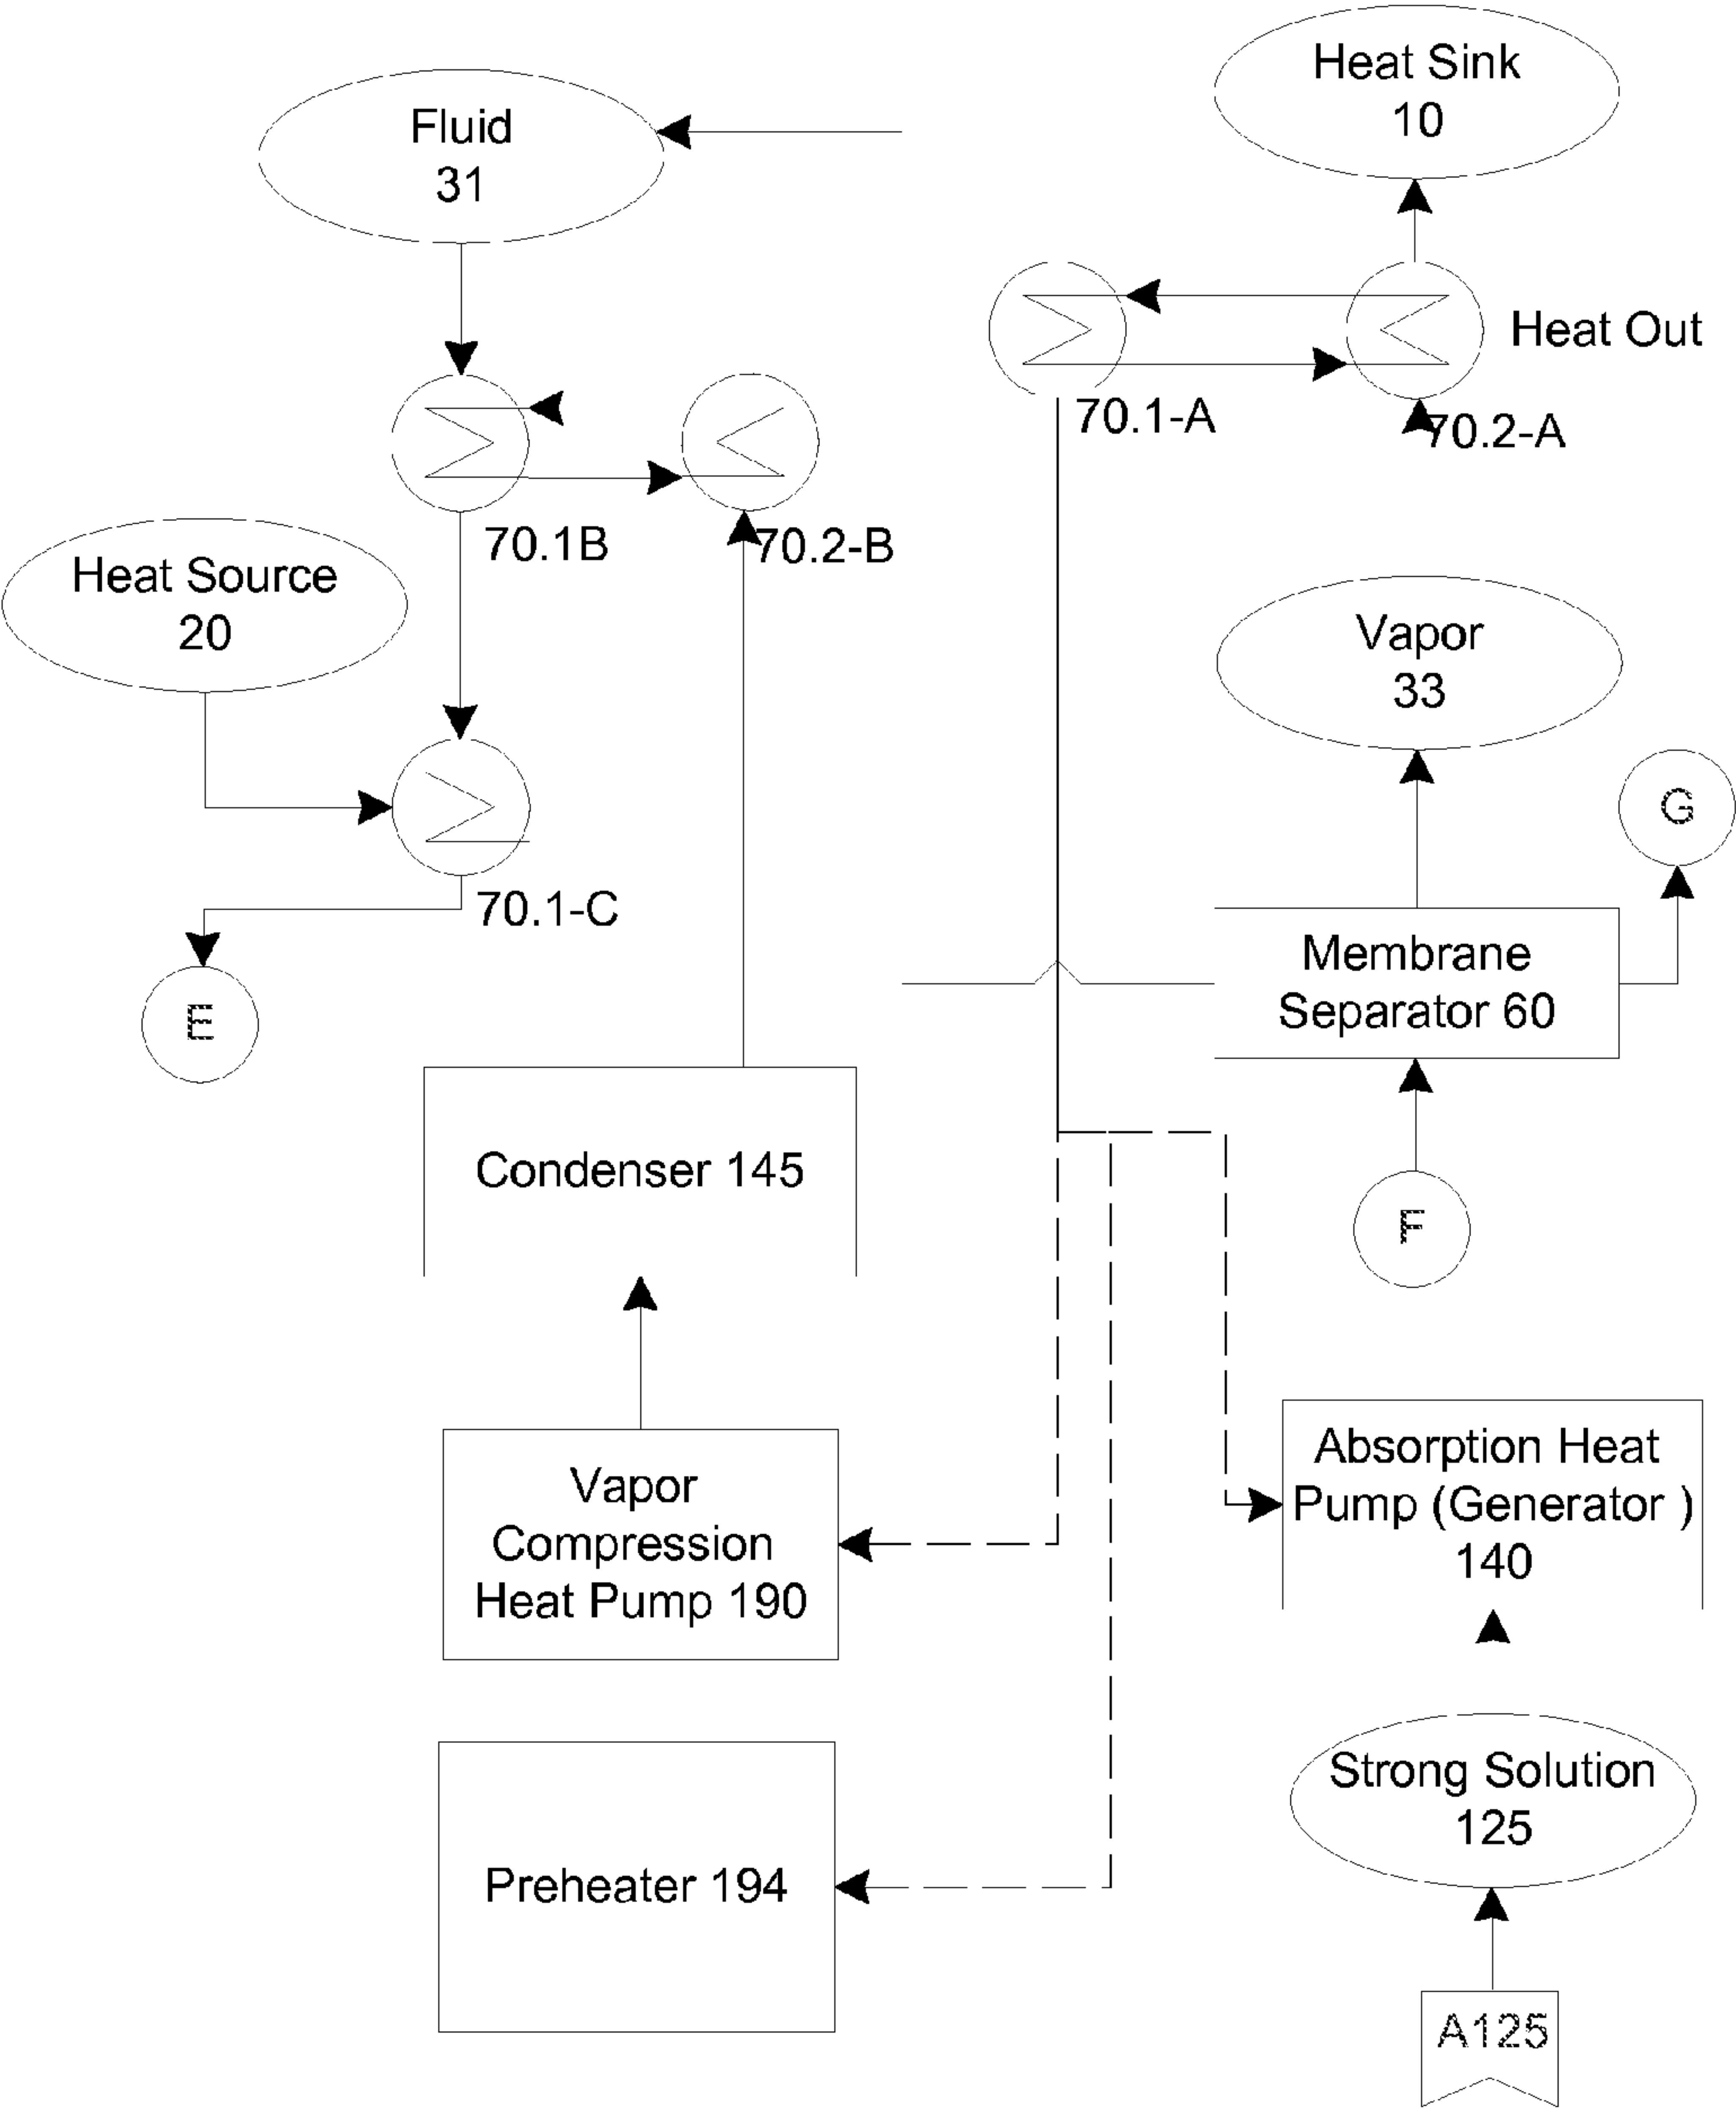 Heat Sink
10
Fluid
31
Heat Out
70.1-A
70.2-A
70.1B
70.2-B
Heat Source
20
Vapor
33
G
70.1-C
Membrane
Separator 60
E
Condenser 145
F
Absorption Heat
Pump (Generator )
140
Vapor
Compression
Heat Pump 190
Strong Solution
125
Preheater 194
A125